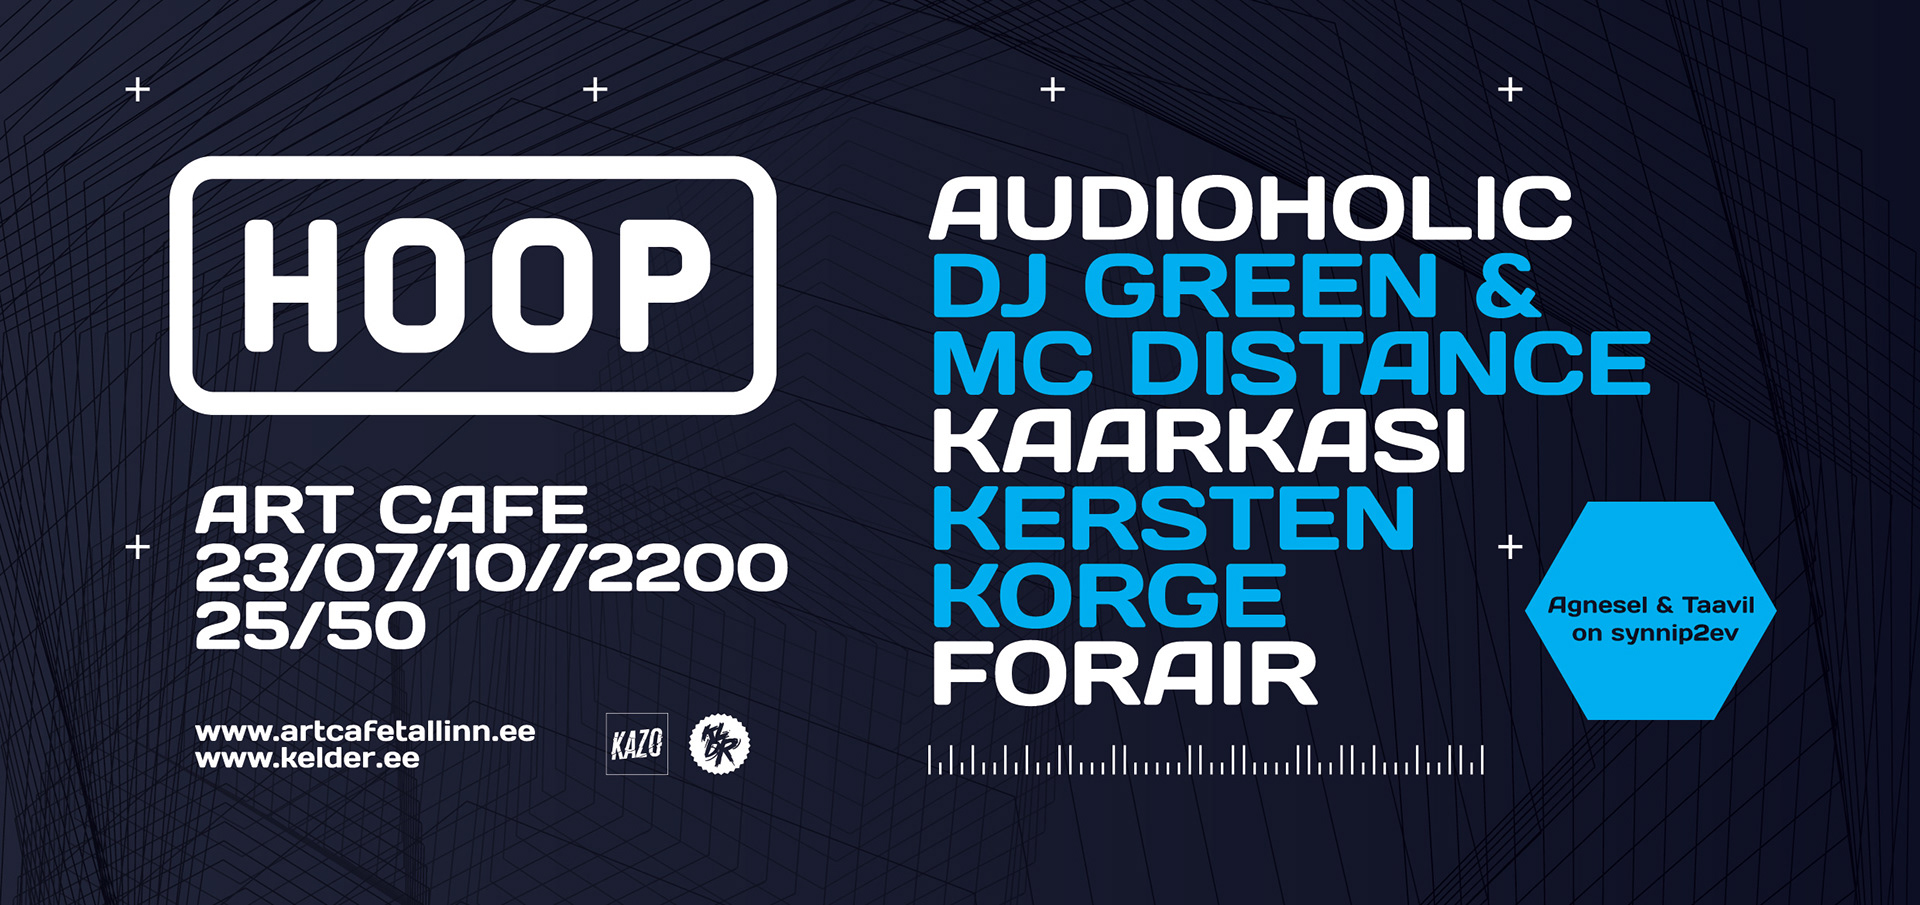 HOOP
ART CAFE
23/07/10//2200
25/50
www.artcafetallinn.ee
www.kelder.ee
KAZO
AUDIOHOLIC
DJ GREEN &
MC DISTANCE
KAARKASI
KERSTEN
KORGE
FORAIR
Agnesel & Taavil
on synnip2ev